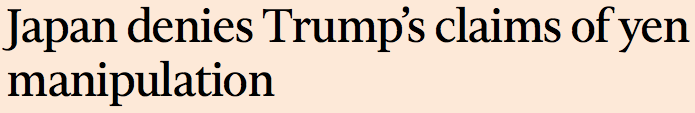 Japan denies Trump’s claims of yen
manipulation